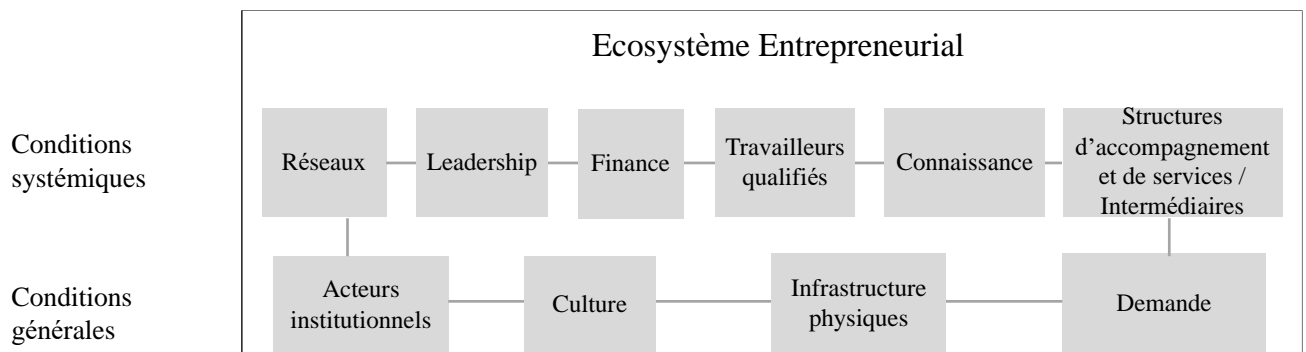 Ecosystème Entrepreneurial
Conditions
systémiques
Réseaux
Leadership
Finance
Travailleurs
qualifiés
Connaissance
Structures
d'accompagnement
et de services /
Intermédiaires
Conditions
générales
Acteurs
institutionnels
Culture
Infrastructure
physiques
Demande